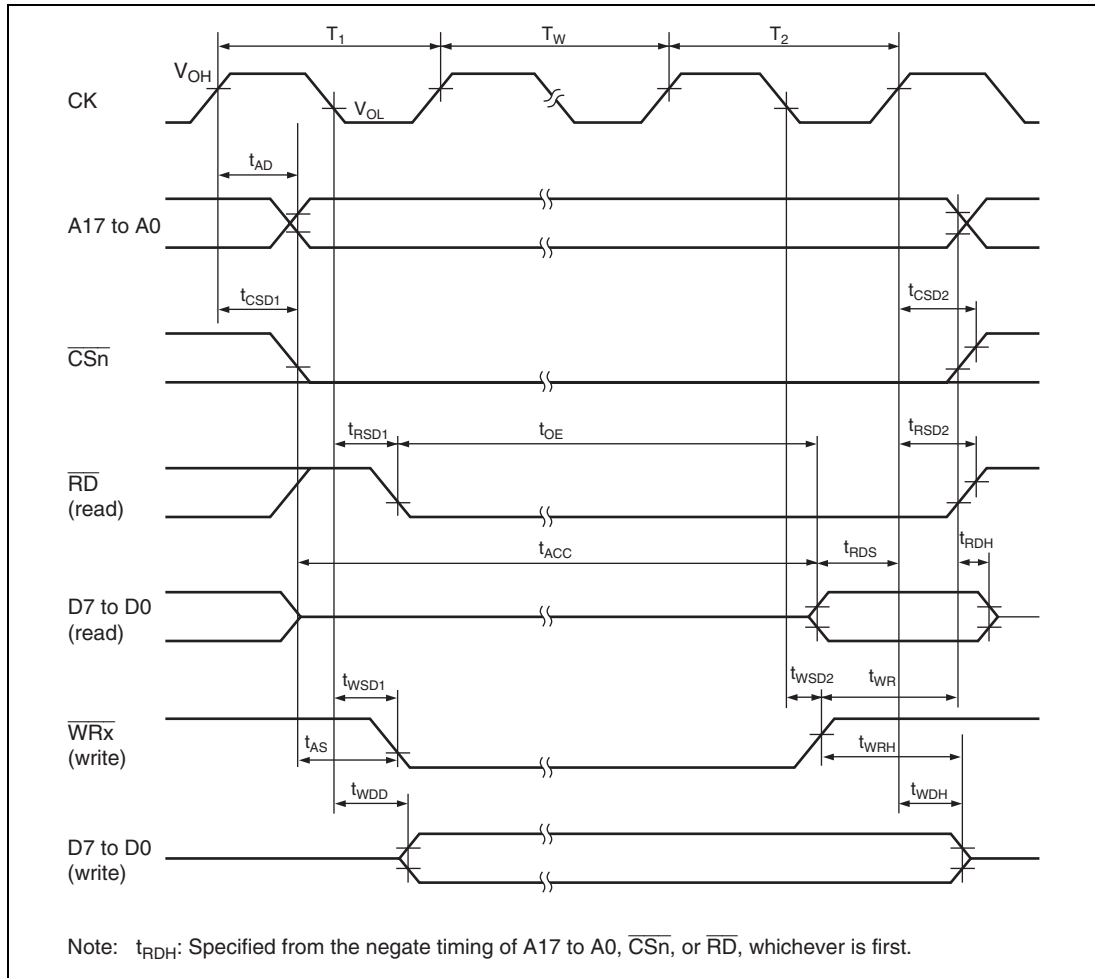 T1 TW T2
VOH
CK
VOL
tAD
A17 to A0
tCSD1 tCSD2
CSn
tRSD1 tOE tRSD2
RD
(read)
tACC tRDS tRDH
D7 to D0
(read)
tWSD1 tWSD2 tWR
WRx
(write)
tAS tWRH
tWDD tWDH
D7 to D0
(write)
Note: tRDH: Specified from the negate timing of A17 to A0, CSn, or RD, whichever is first.